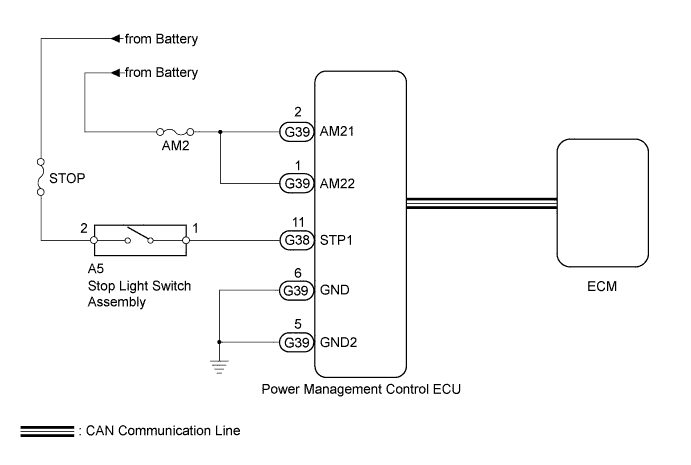 from Battery
from Battery
2
G39 AM21
AM2
1
STOP
G39 AM22
2
1
11
G38 STP1
A5
Stop Light Switch
Assembly
6
G39 GND
ECM
5
G39 GND2
Power Management Control ECU
: CAN Communication Line